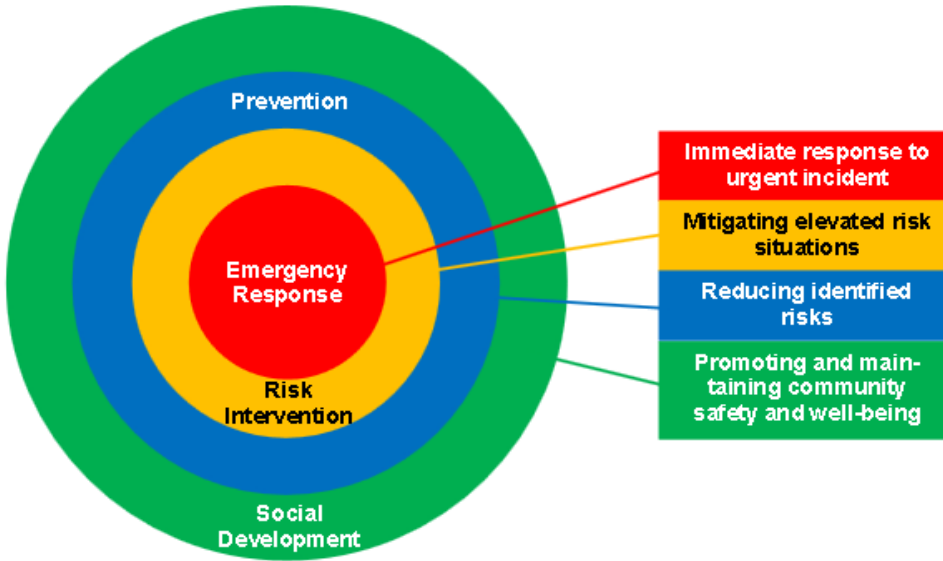 Prevention
Emergency
Response
Risk
Intervention
Social
Development
Immediate response to
urgent incident
Mitigating elevated risk
situations
Reducing identified
risks
Promoting and main-
taining community
safety and well-being